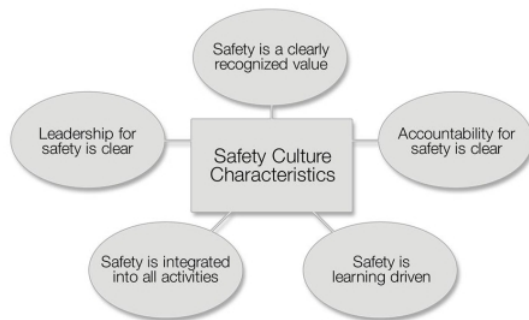 Safety is a clearly
recognized value
Leadership for
safety is clear
Safety Culture
Characteristics
Accountability for
safety is clear
Safety is integrated
into all activities
Safety is
learning driven